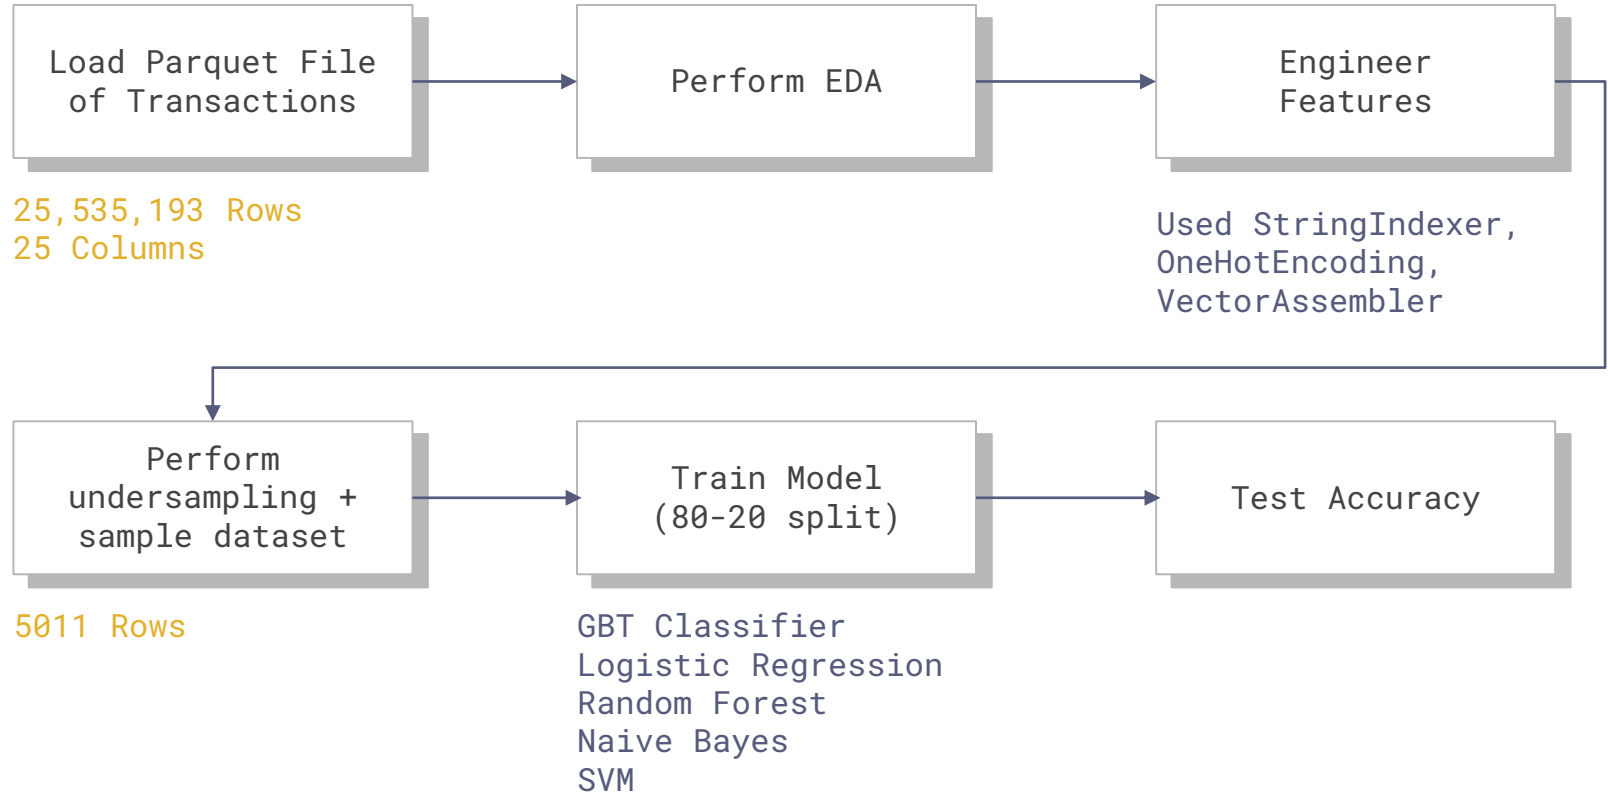 Load Parquet File
of Transactions
Perform EDA
Engineer
Features
25,535,193 Rows
25 Columns
Used StringIndexer,
OneHotEncoding,
VectorAssembler
Perform
undersampling +
sample dataset
Train Model
(80-20 split)
Test Accuracy
5011 Rows
GBT Classifier
Logistic Regression
Random Forest
Naive Bayes
SVM